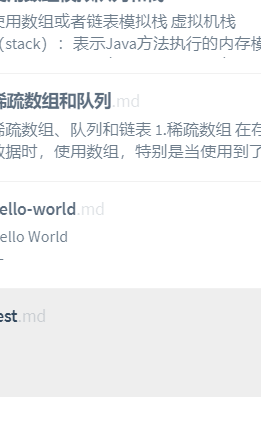 使用数组或者链表模拟栈 虚拟机栈
（stack）：表示Java方法执行的内存模
稀疏数组和队列.md
稀疏数组、队列和链表 1.稀疏数组 在存
数据时，使用数组，特别是当使用到了
ello-world.md
ello World
est.md